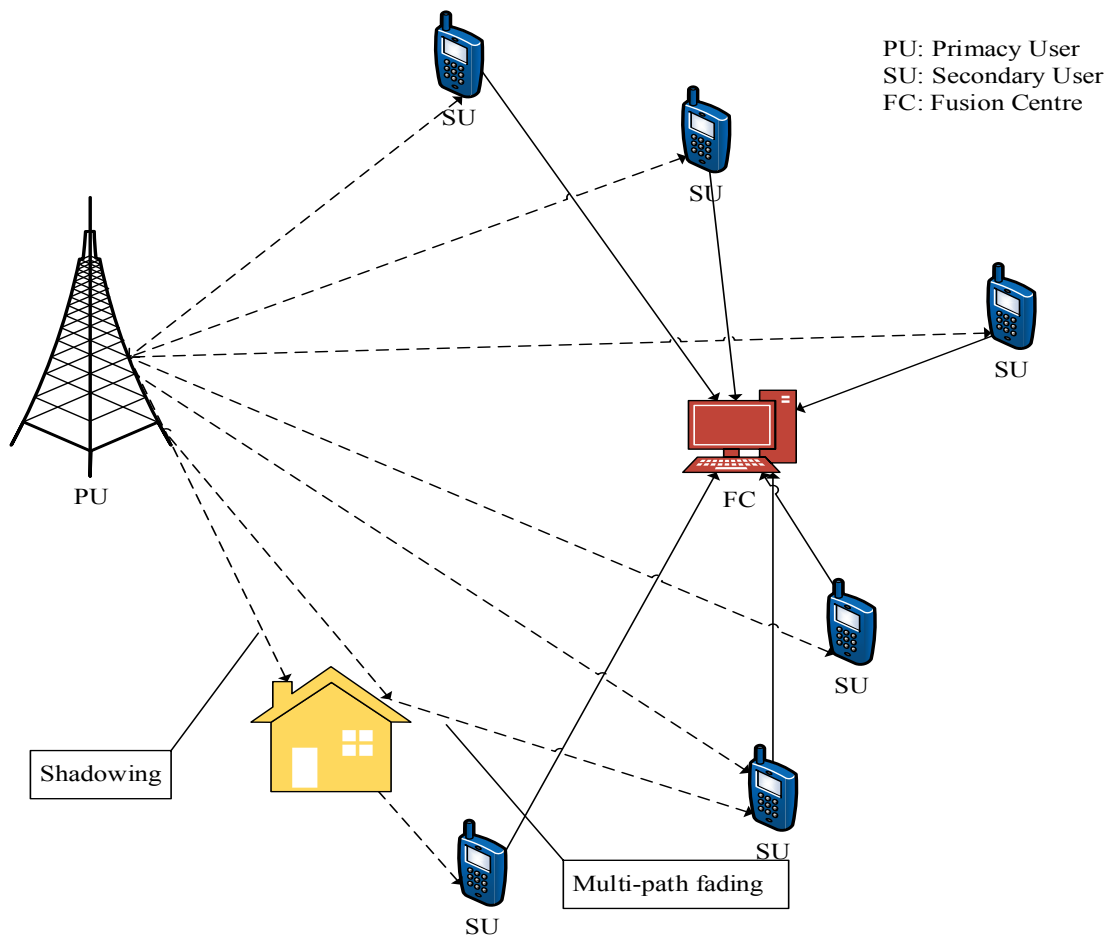 PU: Primacy User
SU: Secondary User
FC: Fusion Centre
SU
SU
SU
PU
FC
SU
Shadowing
SU
Multi-path fading
SU